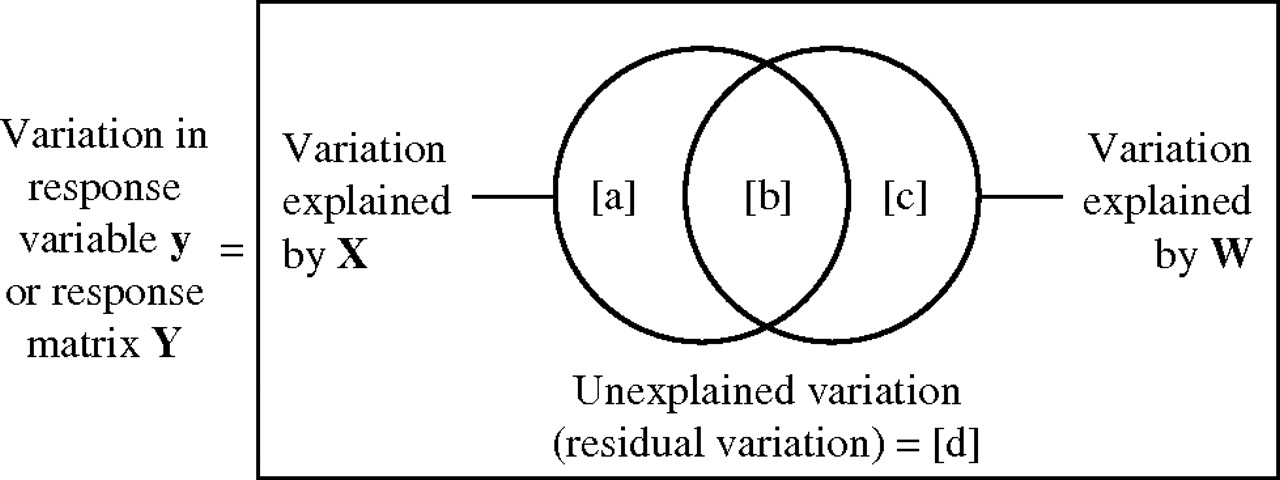 Variation in
response
variable y
or response
matrix Y
=
Variation
explained
by X
[a]
[b]
[c]
Variation
explained
by W
Unexplained variation
(residual variation) = [d]